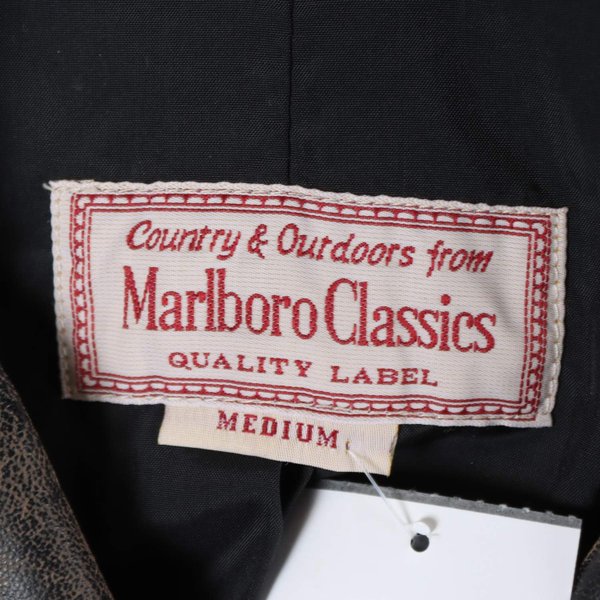 Country & Outdoors from
Marlboro Classics
QUALITY LABEL
MEDIUM